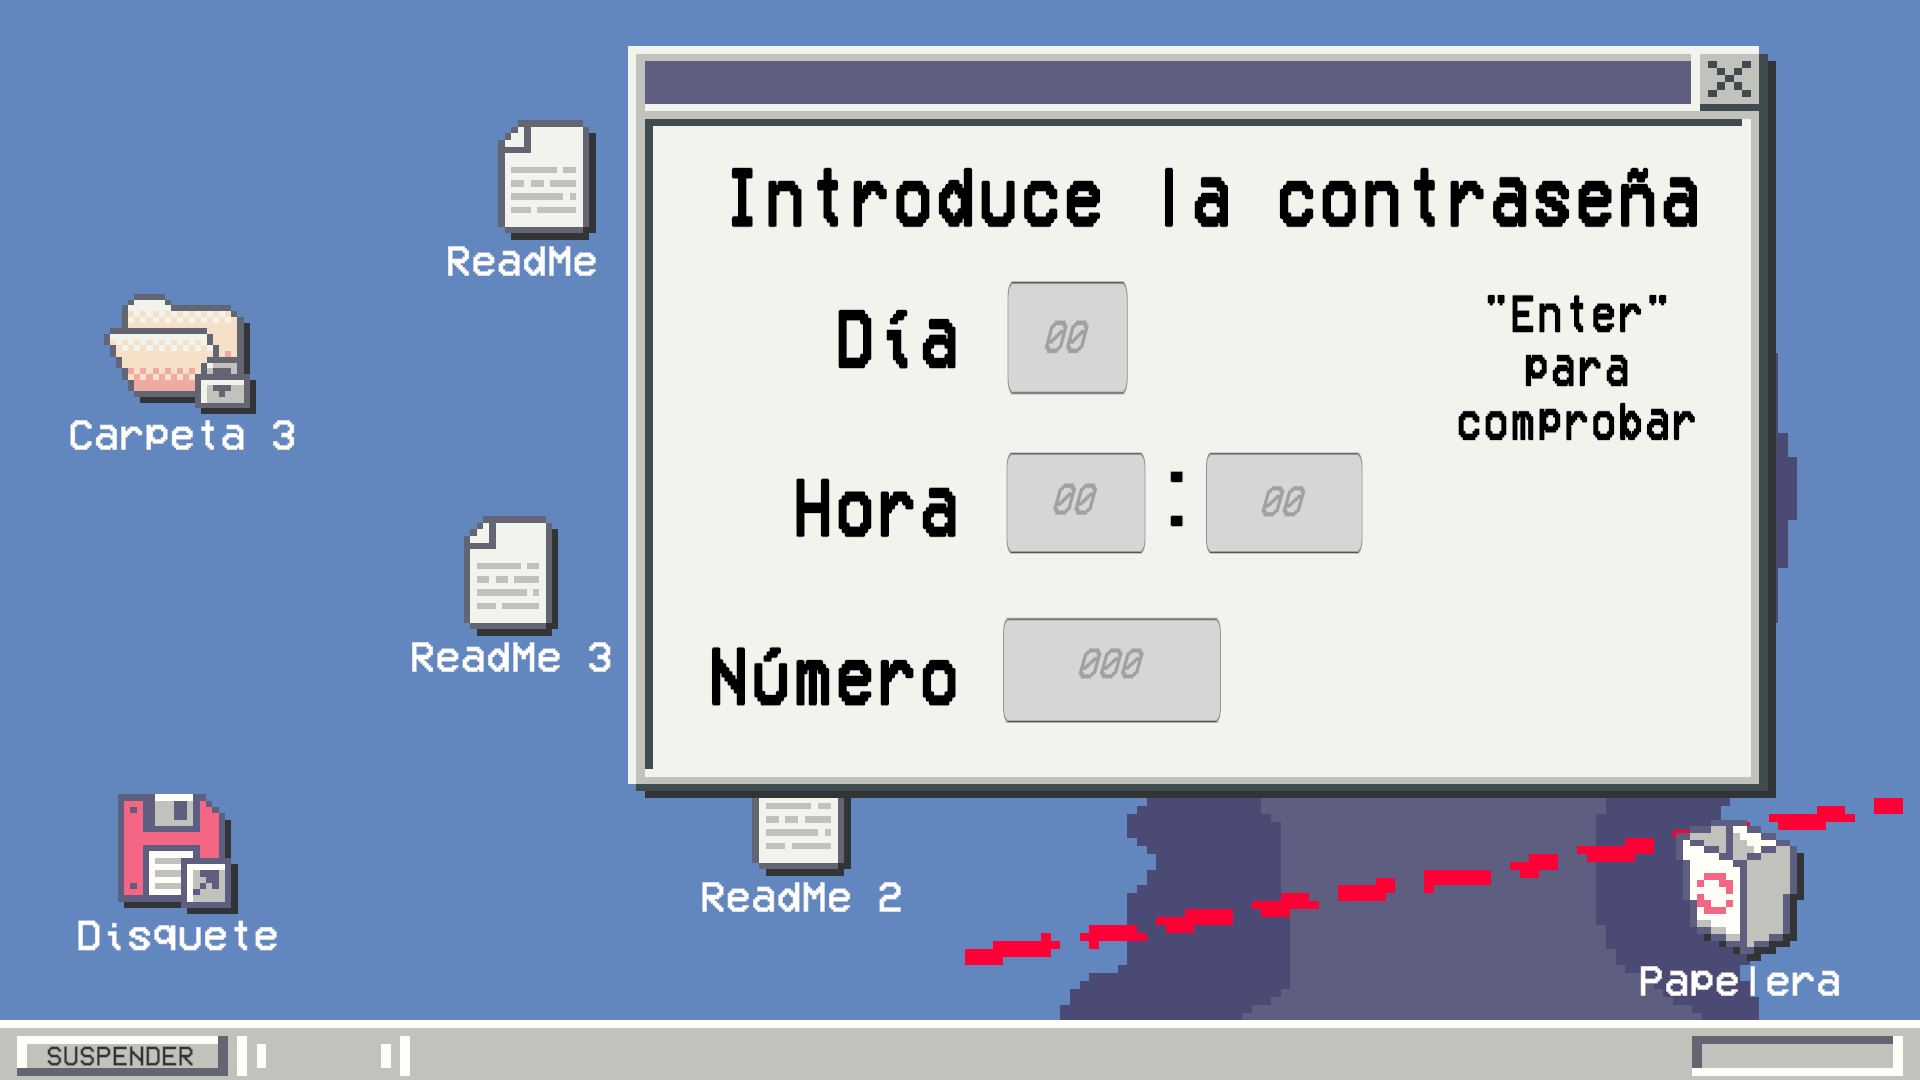 Introduce la contraseña
Día 00
"Enter"
para
comprobar
Hora 00 : 00
Número 000
ReadMe
Carpeta 3
ReadMe 3
ReadMe 2
Disquete
Papelera
SUSPENDER